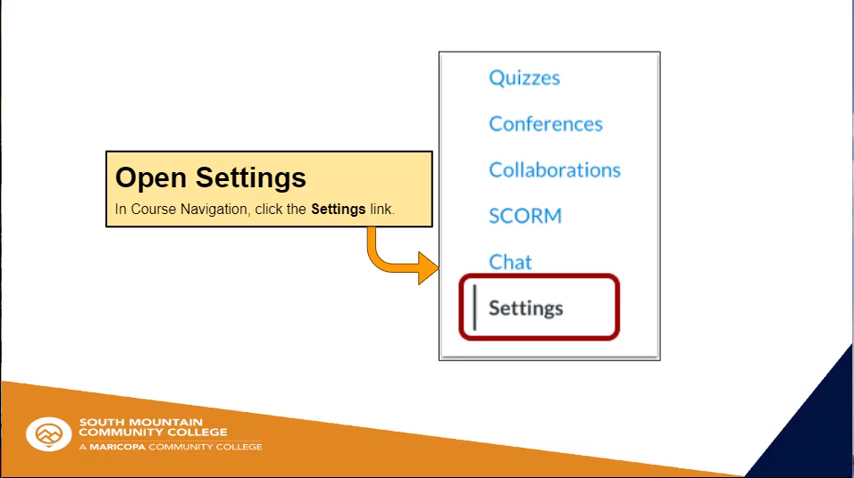 Quizzes
Conferences
Collaborations
SCORM
Chat
Settings
Open Settings
In Course Navigation, click the Settings link.
SOUTH MOUNTAIN
COMMUNITY COLLEGE
A MARICOPA COMMUNITY COLLEGE